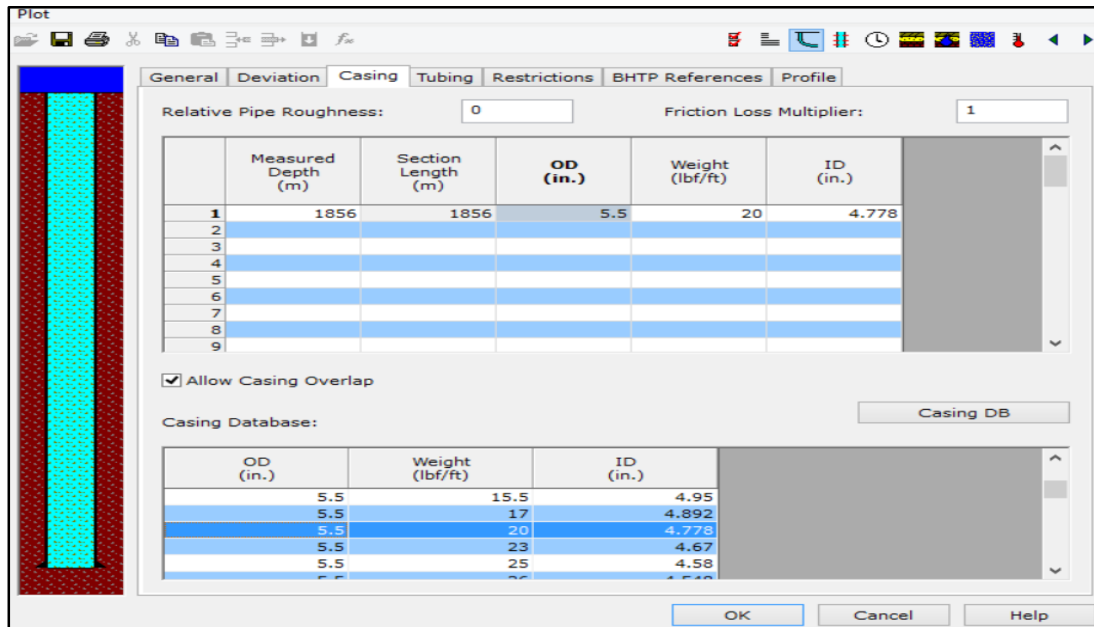 Plot
fx
General Deviation Casing Tubing Restrictions BHTP References Profile
Relative Pipe Roughness: 0 Friction Loss Multiplier: 1
Measured Depth (m) Section Length (m) OD (in.) Weight (lbf/ft) ID (in.)
1 1856 1856 5.5 20 4.778
2
3
4
5
6
7
8
9
Allow Casing Overlap
Casing DB
Casing Database:
OD (in.) Weight (lbf/ft) ID (in.)
5.5 15.5 4.95
5.5 17 4.892
5.5 20 4.778
5.5 23 4.67
5.5 25 4.58
OK Cancel Help